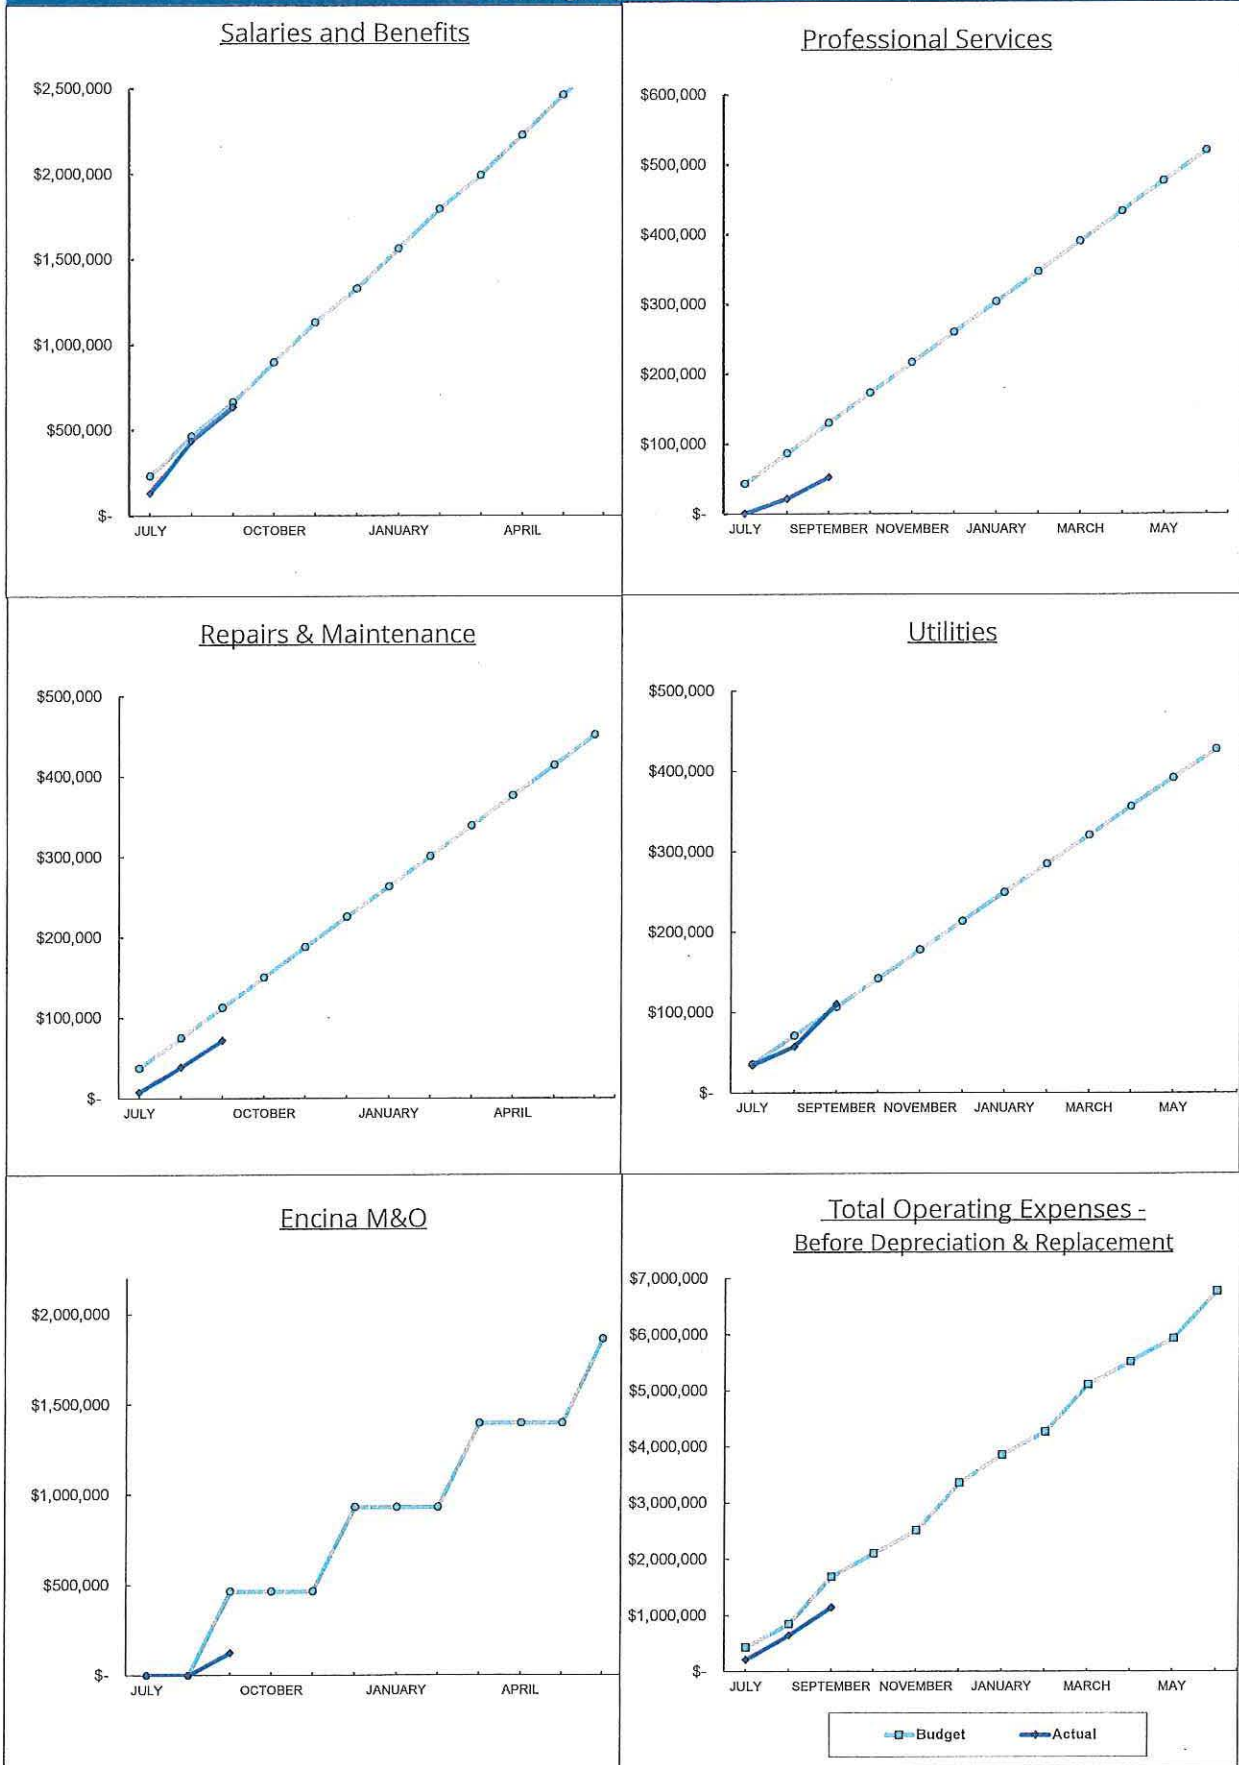 Salaries and Benefits
$2,500,000
$2,000,000
$1,500,000
$1,000,000
$500,000
$-
JULY OCTOBER JANUARY APRIL
Professional Services
$600,000
$500,000
$400,000
$300,000
$200,000
$100,000
$-
JULY SEPTEMBER NOVEMBER JANUARY MARCH MAY
Repairs & Maintenance
$500,000
$400,000
$300,000
$200,000
$100,000
$-
JULY OCTOBER JANUARY APRIL
Utilities
$500,000
$400,000
$300,000
$200,000
$100,000
$-
JULY SEPTEMBER NOVEMBER JANUARY MARCH MAY
Encina M&O
$2,000,000
$1,500,000
$1,000,000
$500,000
$-
JULY OCTOBER JANUARY APRIL
Total Operating Expenses -
Before Depreciation & Replacement
$7,000,000
$6,000,000
$5,000,000
$4,000,000
$3,000,000
$2,000,000
$1,000,000
$-
JULY SEPTEMBER NOVEMBER JANUARY MARCH MAY
Budget Actual